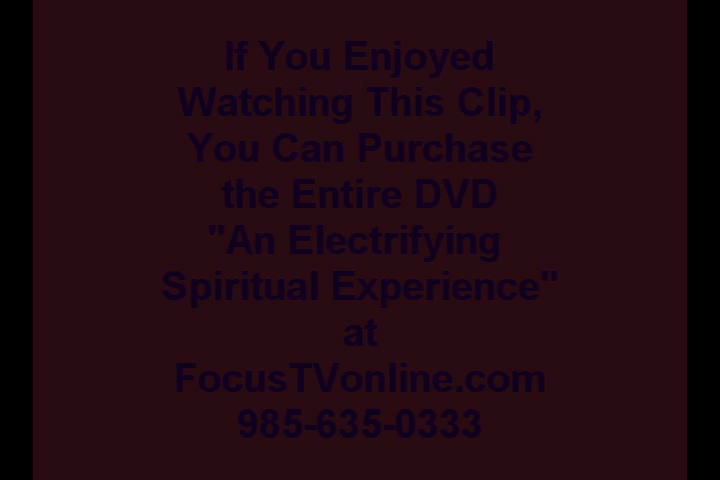 If You Enjoyed
Watching This Clip,
You Can Purchase
the Entire DVD
"An Electrifying
Spiritual Experience"
at
FocusTVonline.com
985-635-0333